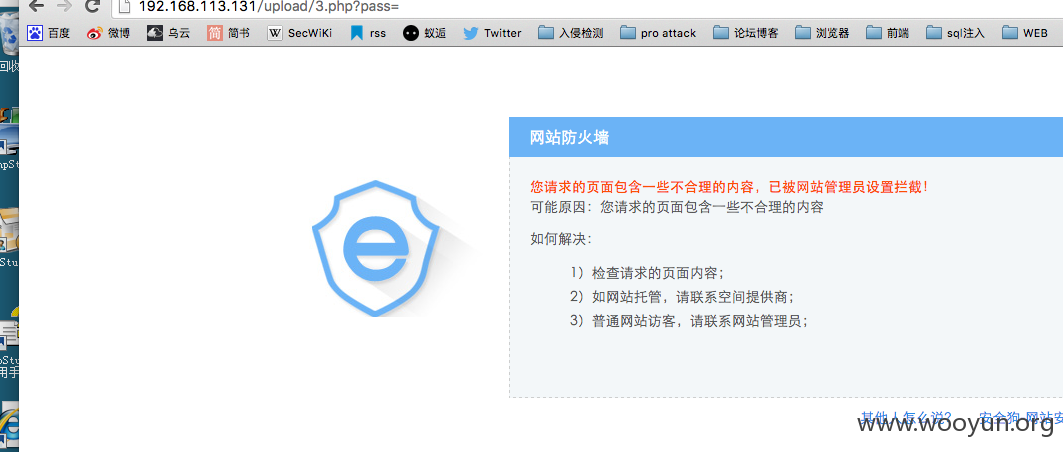 192.168.113.131/upload/3.php?pass=
百度 微博 乌云 简书 SecWiKi rss 蚁逅 Twitter 入侵检测 pro attack 论坛博客 浏览器 前端 sql注入 WEB
回收
网站防火墙
您请求的页面包含一些不合理的内容，已被网站管理员设置拦截！
可能原因：您请求的页面包含一些不合理的内容
如何解决：
1）检查请求的页面内容；
2）如网站托管，请联系空间提供商；
3）普通网站访客，请联系网站管理员；
hpSt
Stu
pStu
用手
其他人怎么说? 安全狗-网站安
www.wooyun.org